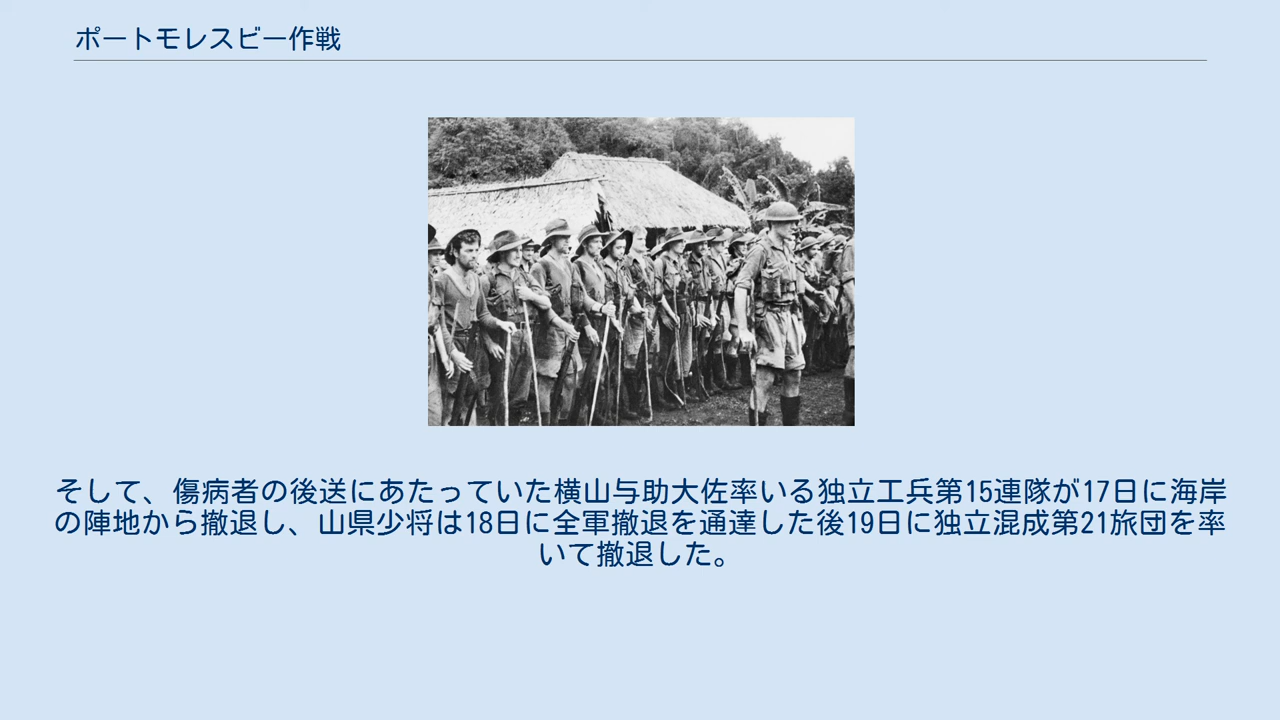 ポートモレスビー作戦
そして、傷病者の後送にあたっていた横山与助大佐率いる独立工兵第15連隊が17日に海岸
の陣地から撤退し、山県少将は18日に全軍撤退を通達した後19日に独立混成第21旅団を率
いて撤退した。